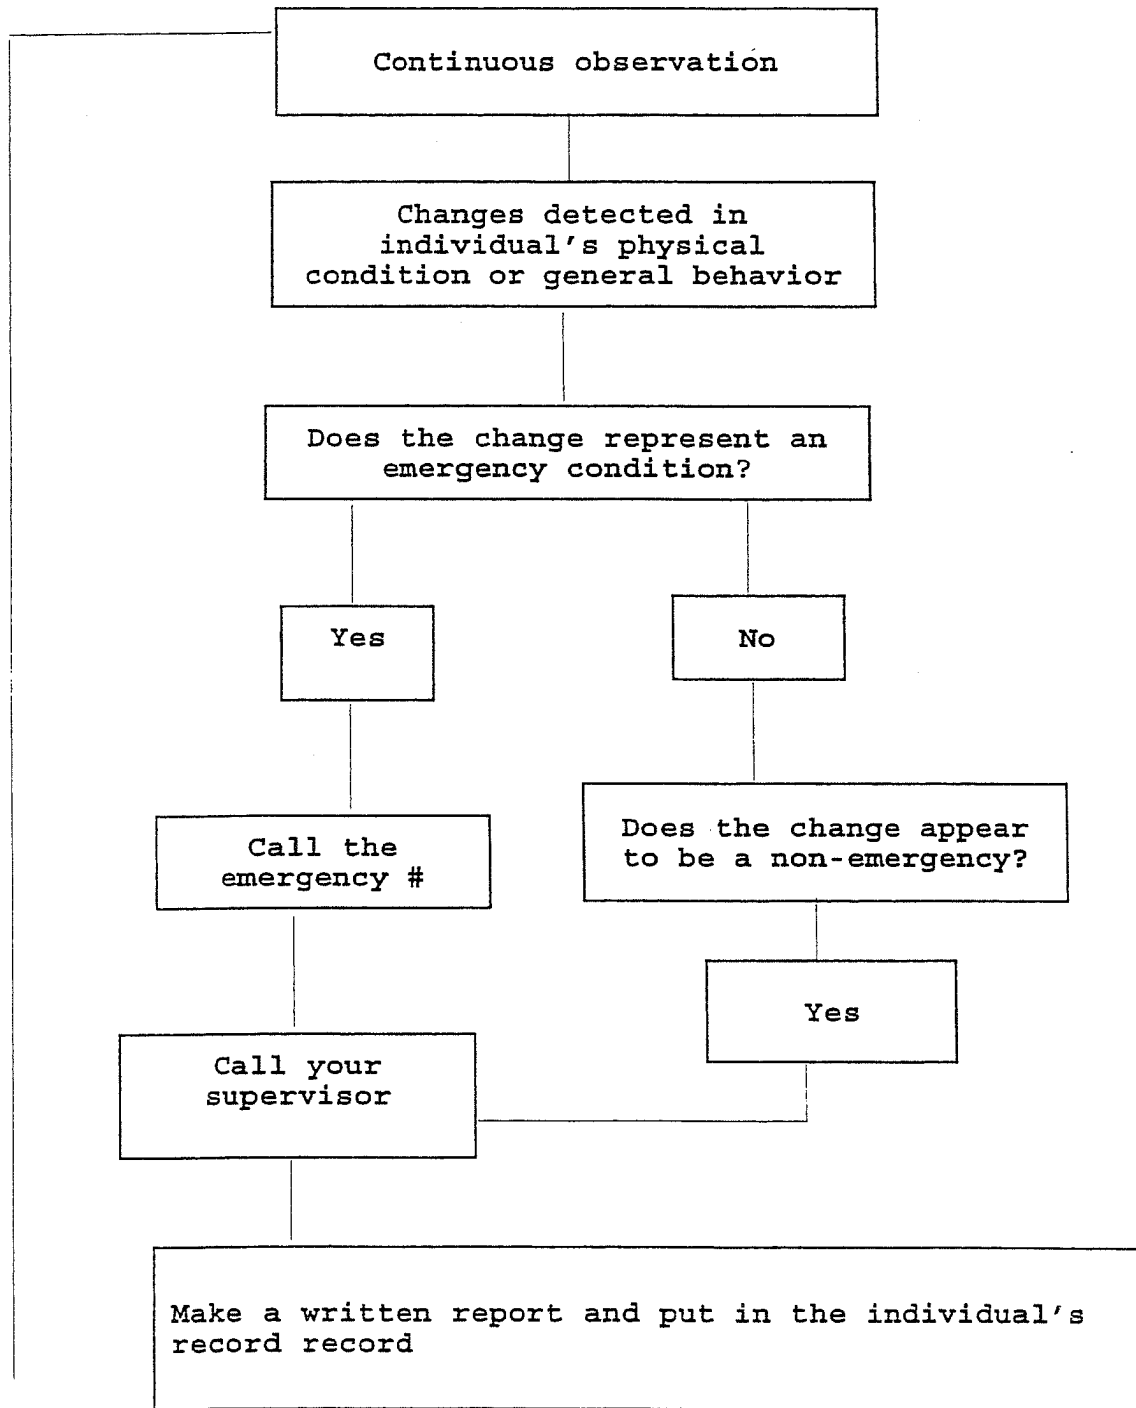 Continuous observation
Changes detected in
individual's physical
condition or general behavior
Does the change represent an
emergency condition?
Yes
No
Call the
emergency #
Does the change appear
to be a non-emergency?
Yes
Call your
supervisor
Make a written report and put in the individual's
record record